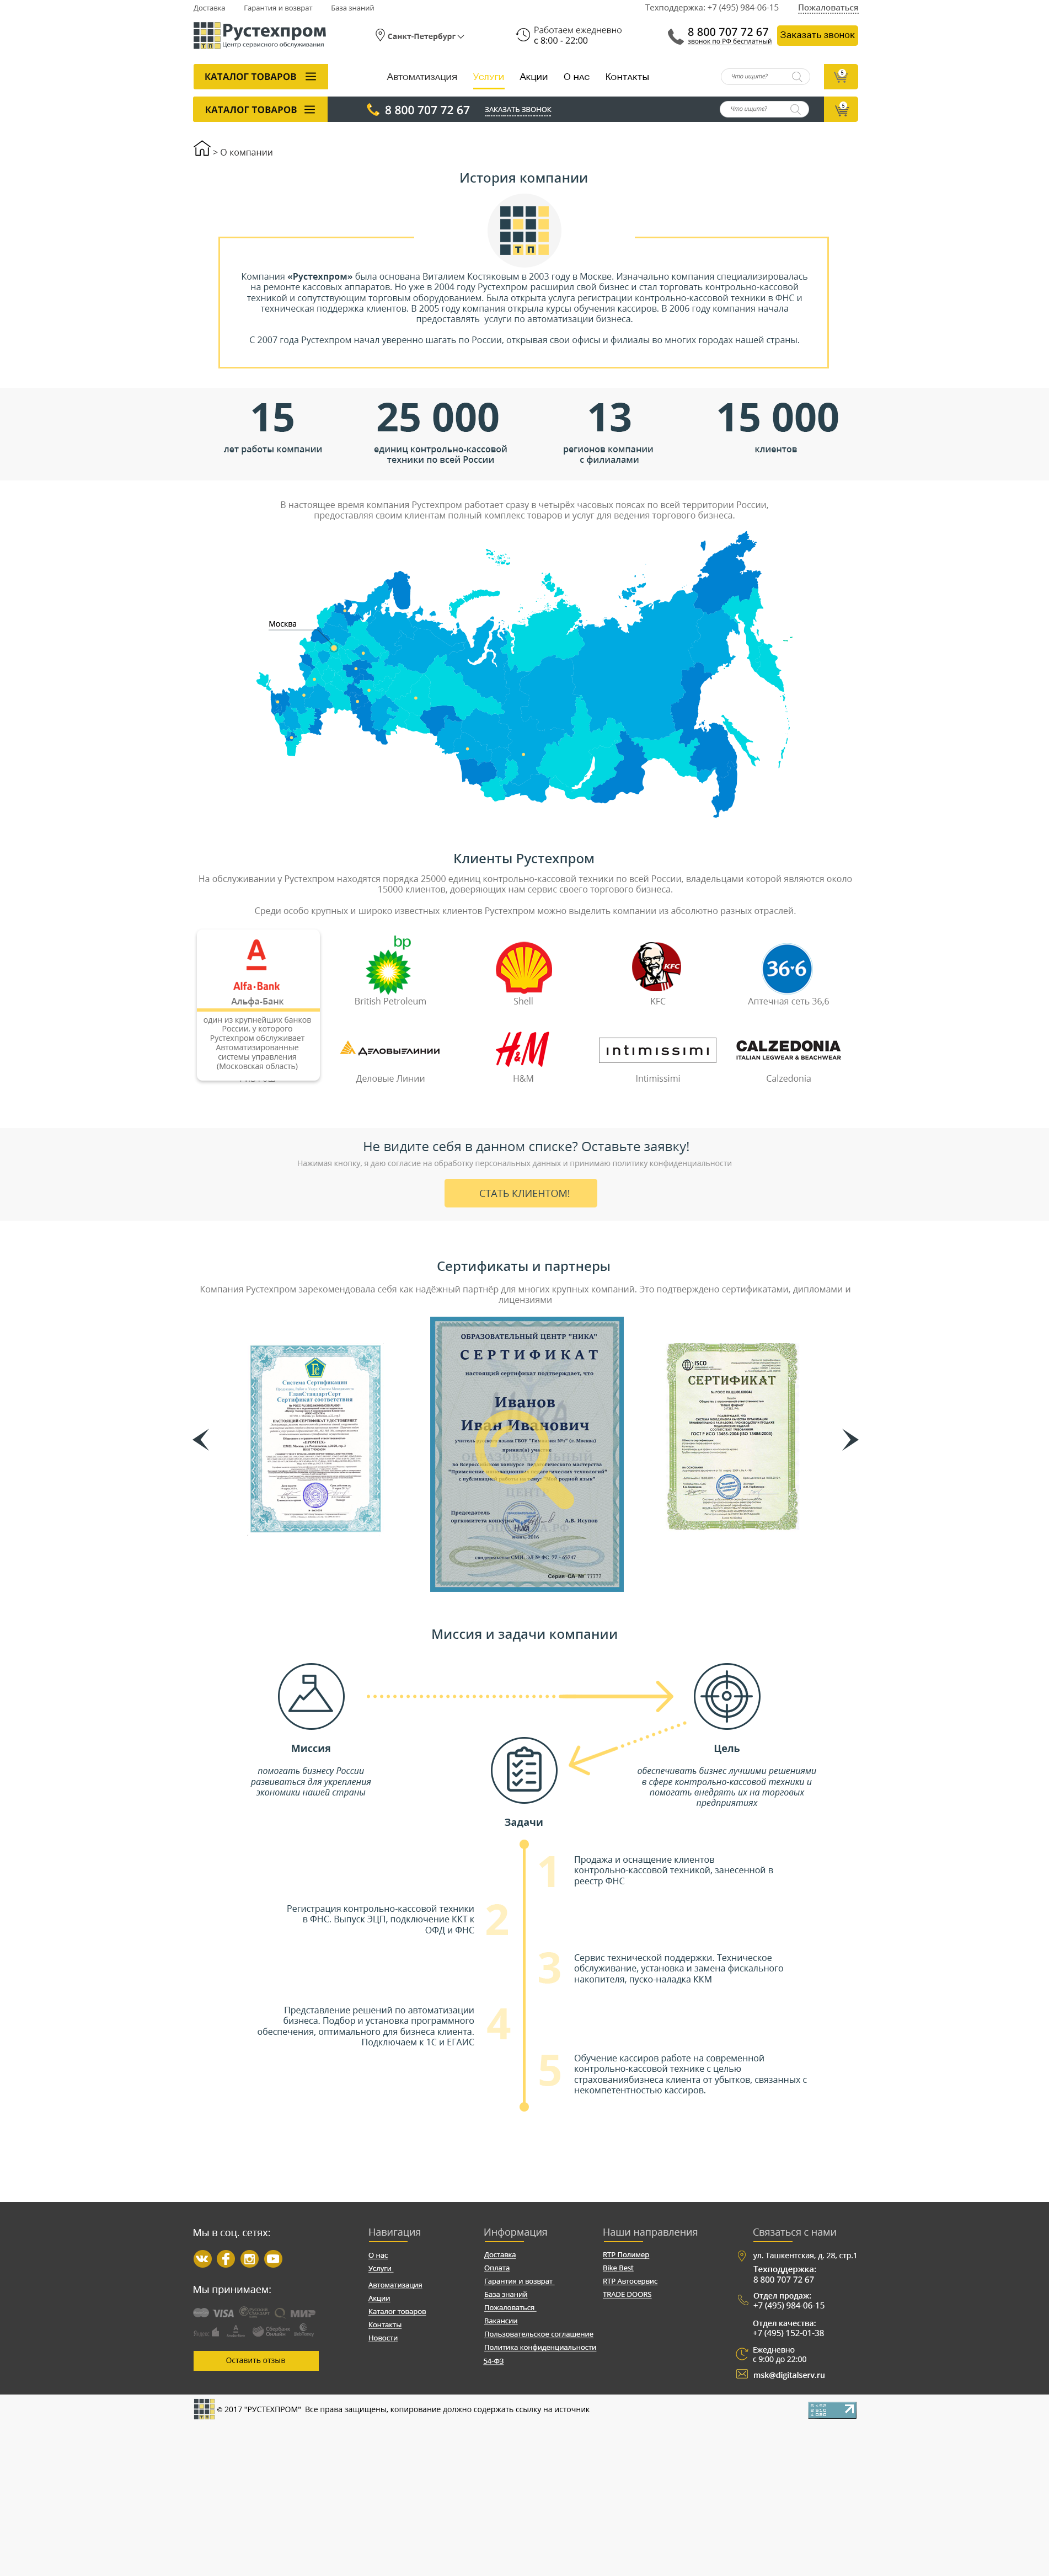 Доставка Гарантия и возврат База знаний Техподдержка: +7 (495) 984-06-15 Пожаловаться
Рустехпром
Центр сервисного обслуживания
ТП
Санкт-Петербург
Работаем ежедневно
с 8:00 - 22:00
8 800 707 72 67
звонок по РФ бесплатный
Заказать звонок
КАТАЛОГ ТОВАРОВ
Автоматизация Услуги Акции О нас Контакты
Что ищите?
5
КАТАЛОГ ТОВАРОВ
8 800 707 72 67 ЗАКАЗАТЬ ЗВОНОК
Что ищите?
5
> О компании
История компании
ТП
Компания «Рустехпром» была основана Виталием Костяковым в 2003 году в Москве. Изначально компания специализировалась
на ремонте кассовых аппаратов. Но уже в 2004 году Рустехпром расширил свой бизнес и стал торговать контрольно-кассовой
техникой и сопутствующим торговым оборудованием. Была открыта услуга регистрации контрольно-кассовой техники в ФНС и
техническая поддержка клиентов. В 2005 году компания открыла курсы обучения кассиров. В 2006 году компания начала
предоставлять услуги по автоматизации бизнеса.
С 2007 года Рустехпром начал уверенно шагать по России, открывая свои офисы и филиалы во многих городах нашей страны.
15 25 000 13 15 000
лет работы компании
единиц контрольно-кассовой
техники по всей России
регионов компании
с филиалами
клиентов
В настоящее время компания Рустехпром работает сразу в четырёх часовых поясах по всей территории России,
предоставляя своим клиентам полный комплекс товаров и услуг для ведения торгового бизнеса.
Москва
Клиенты Рустехпром
На обслуживании у Рустехпром находятся порядка 25000 единиц контрольно-кассовой техники по всей России, владельцами которой являются около
15000 клиентов, доверяющих нам сервис своего торгового бизнеса.
Среди особо крупных и широко известных клиентов Рустехпром можно выделить компании из абсолютно разных отраслей.
Alfa·Bank
Альфа-Банк
один из крупнейших банков
России, у которого
Рустехпром обслуживает
Автоматизированные
системы управления
(Московская область)
bp
British Petroleum
Shell
KFC
KFC
36·6
Аптечная сеть 36,6
ДЕЛОВЫЕ ЛИНИИ
Деловые Линии
H&M
H&M
intimissimi
Intimissimi
CALZEDONIA
ITALIAN LEGWEAR & BEACHWEAR
Calzedonia
Не видите себя в данном списке? Оставьте заявку!
Нажимая кнопку, я даю согласие на обработку персональных данных и принимаю политику конфиденциальности
СТАТЬ КЛИЕНТОМ!
Сертификаты и партнеры
Компания Рустехпром зарекомендовала себя как надёжный партнёр для многих крупных компаний. Это подтверждено сертификатами, дипломами и
лицензиями
Система Сертификации
ГлавСтандартСерт
Сертификат соответствия
ОБРАЗОВАТЕЛЬНЫЙ ЦЕНТР "НИКА"
СЕРТИФИКАТ
настоящий сертификат подтверждает, что
Иванов
Иван Иванович
Председатель
оргкомитета конкурса
А.В. Исупов
Серия СА №
ISCO
СЕРТИФИКАТ
Миссия и задачи компании
Миссия
помогать бизнесу России
развиваться для укрепления
экономики нашей страны
Цель
обеспечивать бизнес лучшими решениями
в сфере контрольно-кассовой техники и
помогать внедрять их на торговых
предприятиях
Задачи
1
Продажа и оснащение клиентов
контрольно-кассовой техникой, занесенной в
реестр ФНС
2
Регистрация контрольно-кассовой техники
в ФНС. Выпуск ЭЦП, подключение ККТ к
ОФД и ФНС
3
Сервис технической поддержки. Техническое
обслуживание, установка и замена фискального
накопителя, пуско-наладка ККМ
4
Представление решений по автоматизации
бизнеса. Подбор и установка программного
обеспечения, оптимального для бизнеса клиента.
Подключаем к 1С и ЕГАИС
5
Обучение кассиров работе на современной
контрольно-кассовой технике с целью
страхованиябизнеса клиента от убытков, связанных с
некомпетентностью кассиров.
Мы в соц. сетях:
Мы принимаем:
VISA
МИР
Оставить отзыв
Навигация
О нас
Услуги
Автоматизация
Акции
Каталог товаров
Контакты
Новости
Информация
Доставка
Оплата
Гарантия и возврат
База знаний
Пожаловаться
Вакансии
Пользовательское соглашение
Политика конфиденциальности
54-ФЗ
Наши направления
RTP Полимер
Bike Best
RTP Автосервис
TRADE DOORS
Связаться с нами
ул. Ташкентская, д. 28, стр.1
Техподдержка:
8 800 707 72 67
Отдел продаж:
+7 (495) 984-06-15
Отдел качества:
+7 (495) 152-01-38
Ежедневно
с 9:00 до 22:00
msk@digitalserv.ru
ТП
© 2017 "РУСТЕХПРОМ" Все права защищены, копирование должно содержать ссылку на источник